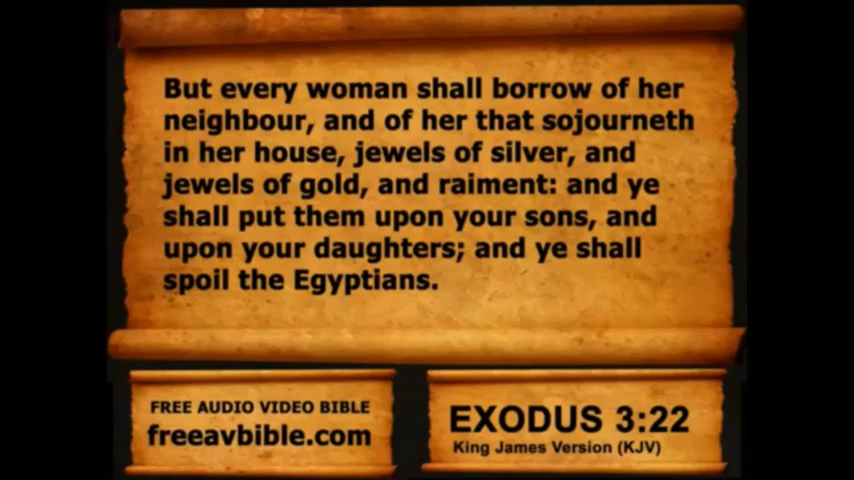 But every woman shall borrow of her
neighbour, and of her that sojourneth
in her house, jewels of silver, and
jewels of gold, and raiment: and ye
shall put them upon your sons, and
upon your daughters; and ye shall
spoil the Egyptians.
FREE AUDIO VIDEO BIBLE
freeavbible.com
EXODUS 3:22
King James Version (KJV)